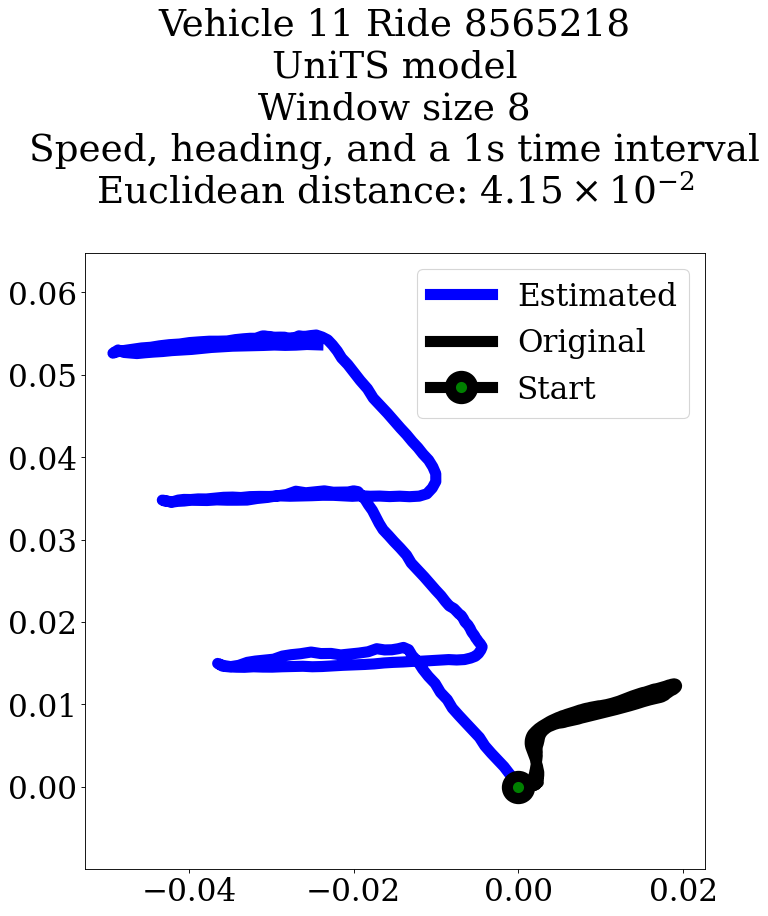 Vehicle 11 Ride 8565218
UniTS model
Window size 8
Speed, heading, and a 1s time interval
Euclidean distance: 4.15 × 10⁻²
Estimated
Original
Start
0.06
0.05
0.04
0.03
0.02
0.01
0.00
−0.04 −0.02 0.00 0.02